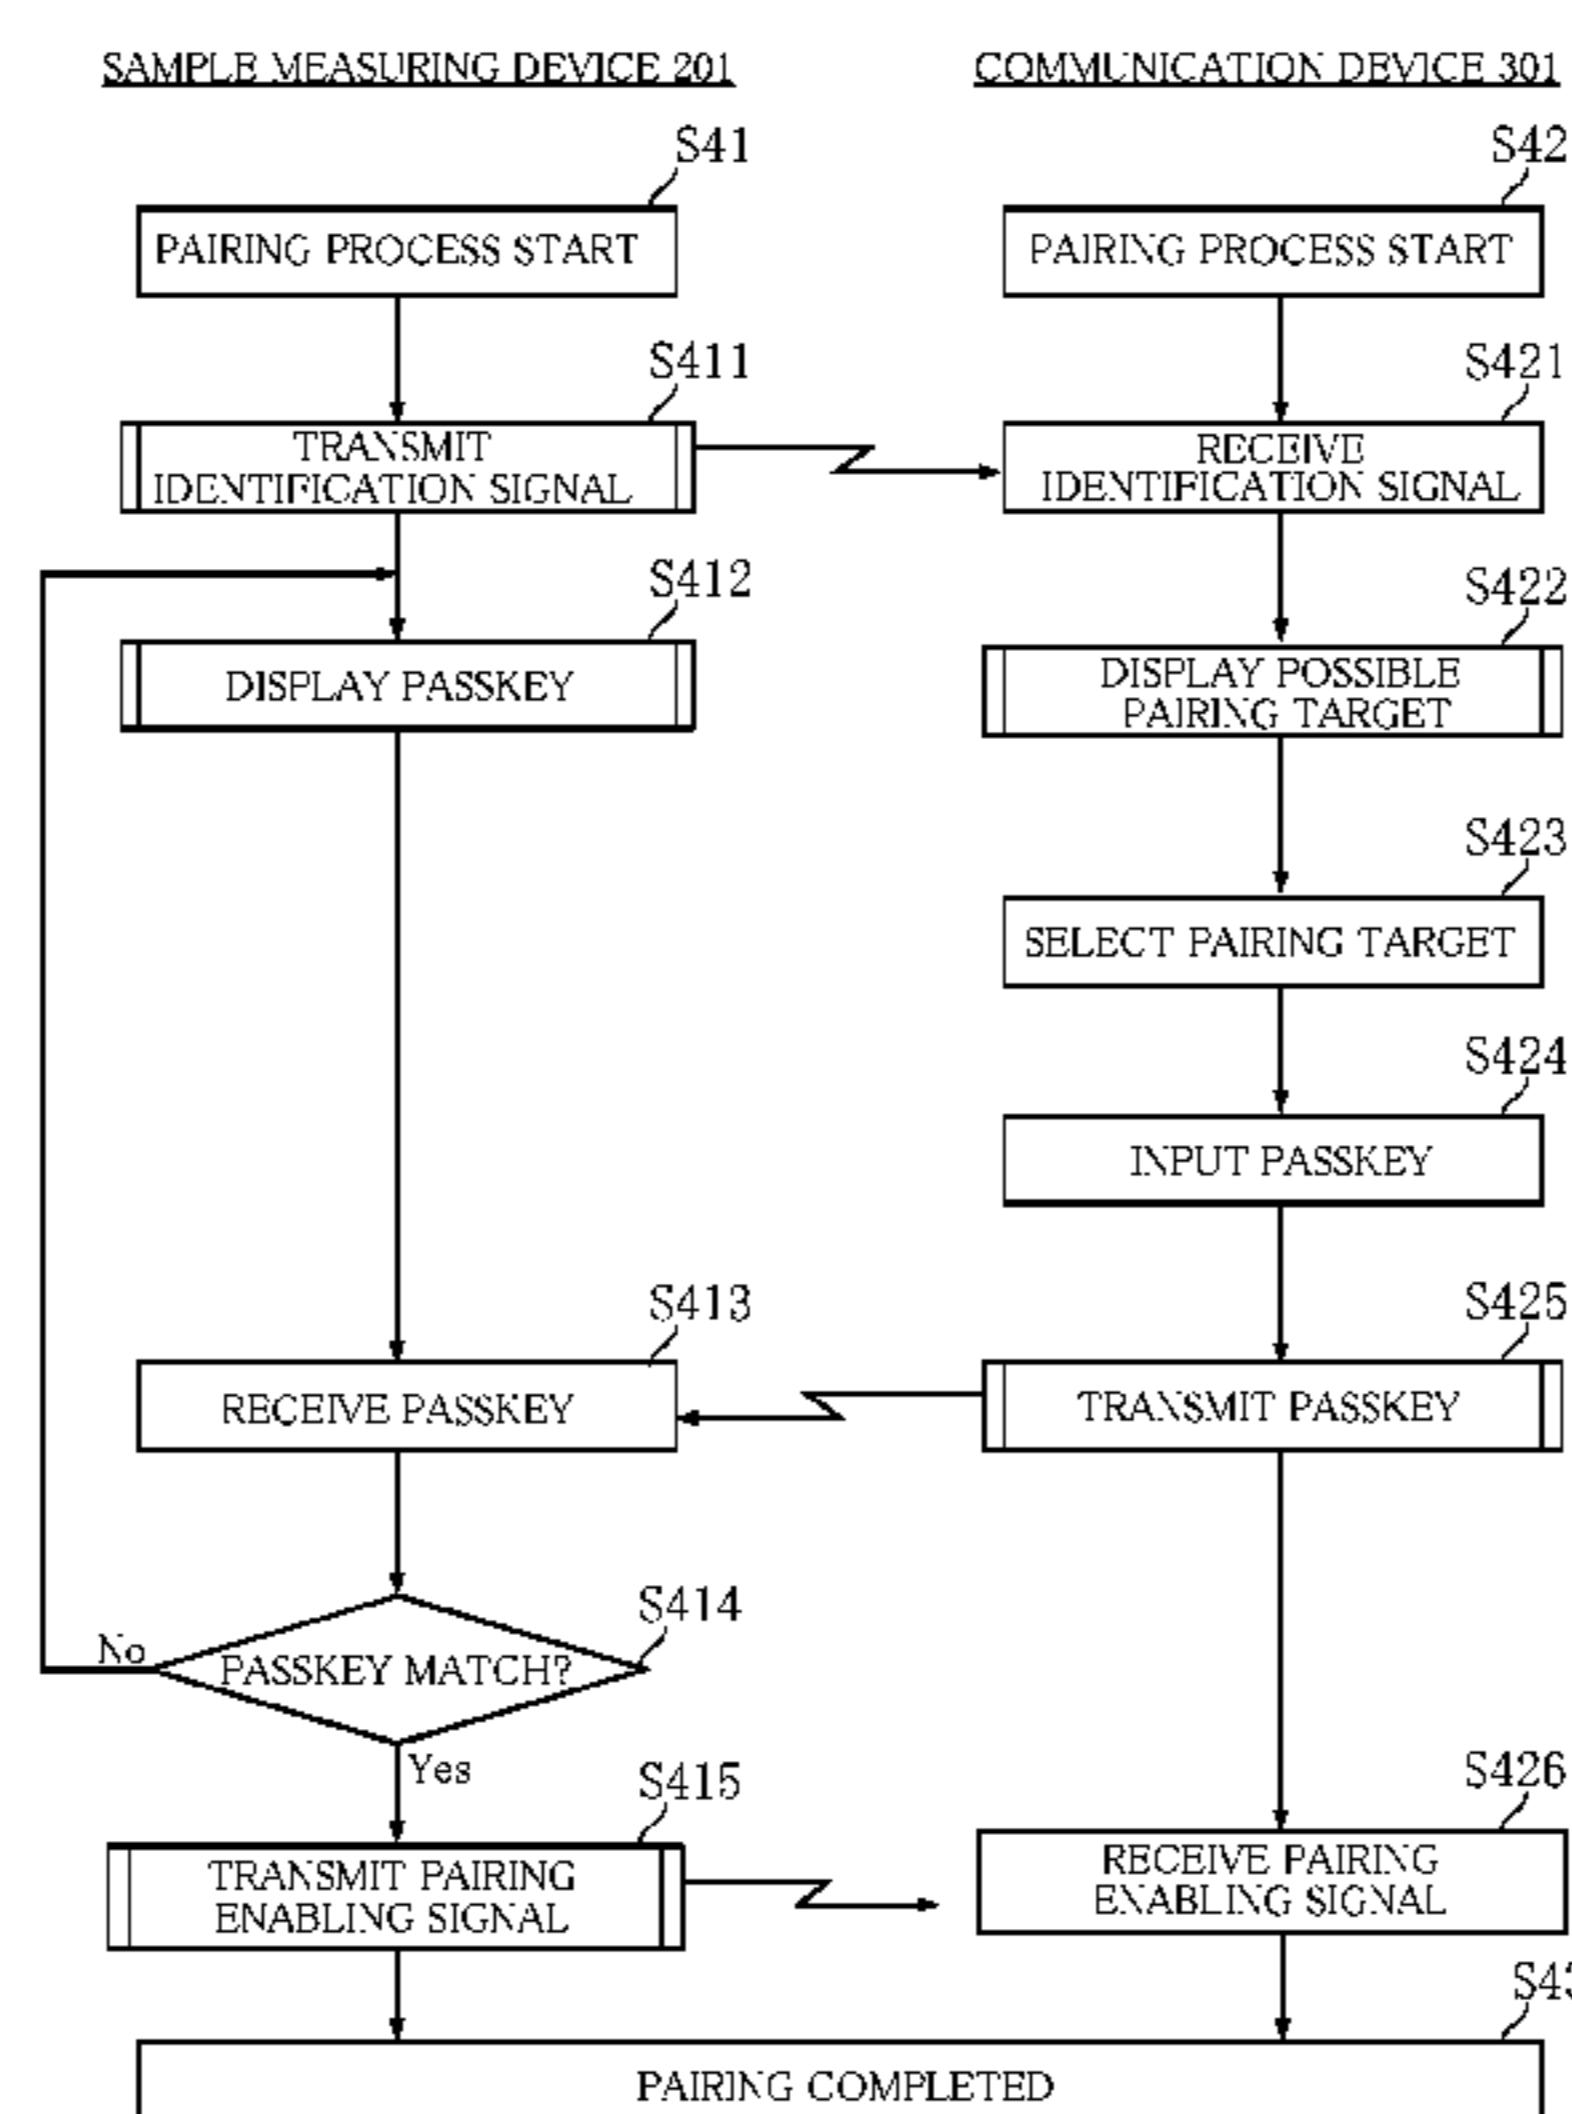 SAMPLE MEASURING DEVICE 201
COMMUNICATION DEVICE 301
S41
S42
PAIRING PROCESS START
PAIRING PROCESS START
S411
S421
TRANSMIT
IDENTIFICATION SIGNAL
RECEIVE
IDENTIFICATION SIGNAL
S412
S422
DISPLAY PASSKEY
DISPLAY POSSIBLE
PAIRING TARGET
S423
SELECT PAIRING TARGET
S424
INPUT PASSKEY
S413
S425
RECEIVE PASSKEY
TRANSMIT PASSKEY
S414
No
PASSKEY MATCH?
Yes
S415
S426
TRANSMIT PAIRING
ENABLING SIGNAL
RECEIVE PAIRING
ENABLING SIGNAL
S43
PAIRING COMPLETED